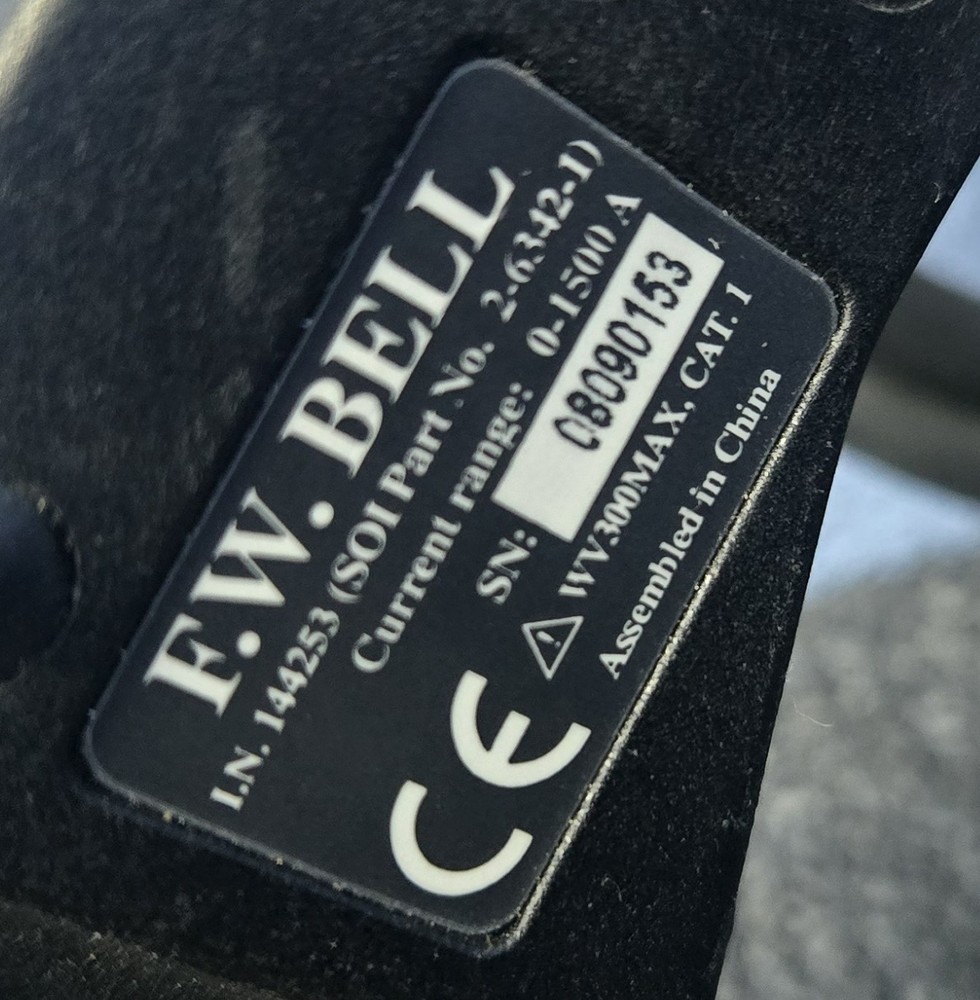 F.W. BELL
I.N. 144253 (SOI Part No. 2-6342-1)
Current range: 0-1500 A
SN: 08090153
CE ⚠ WV300MAX, CAT. 1
Assembled in China